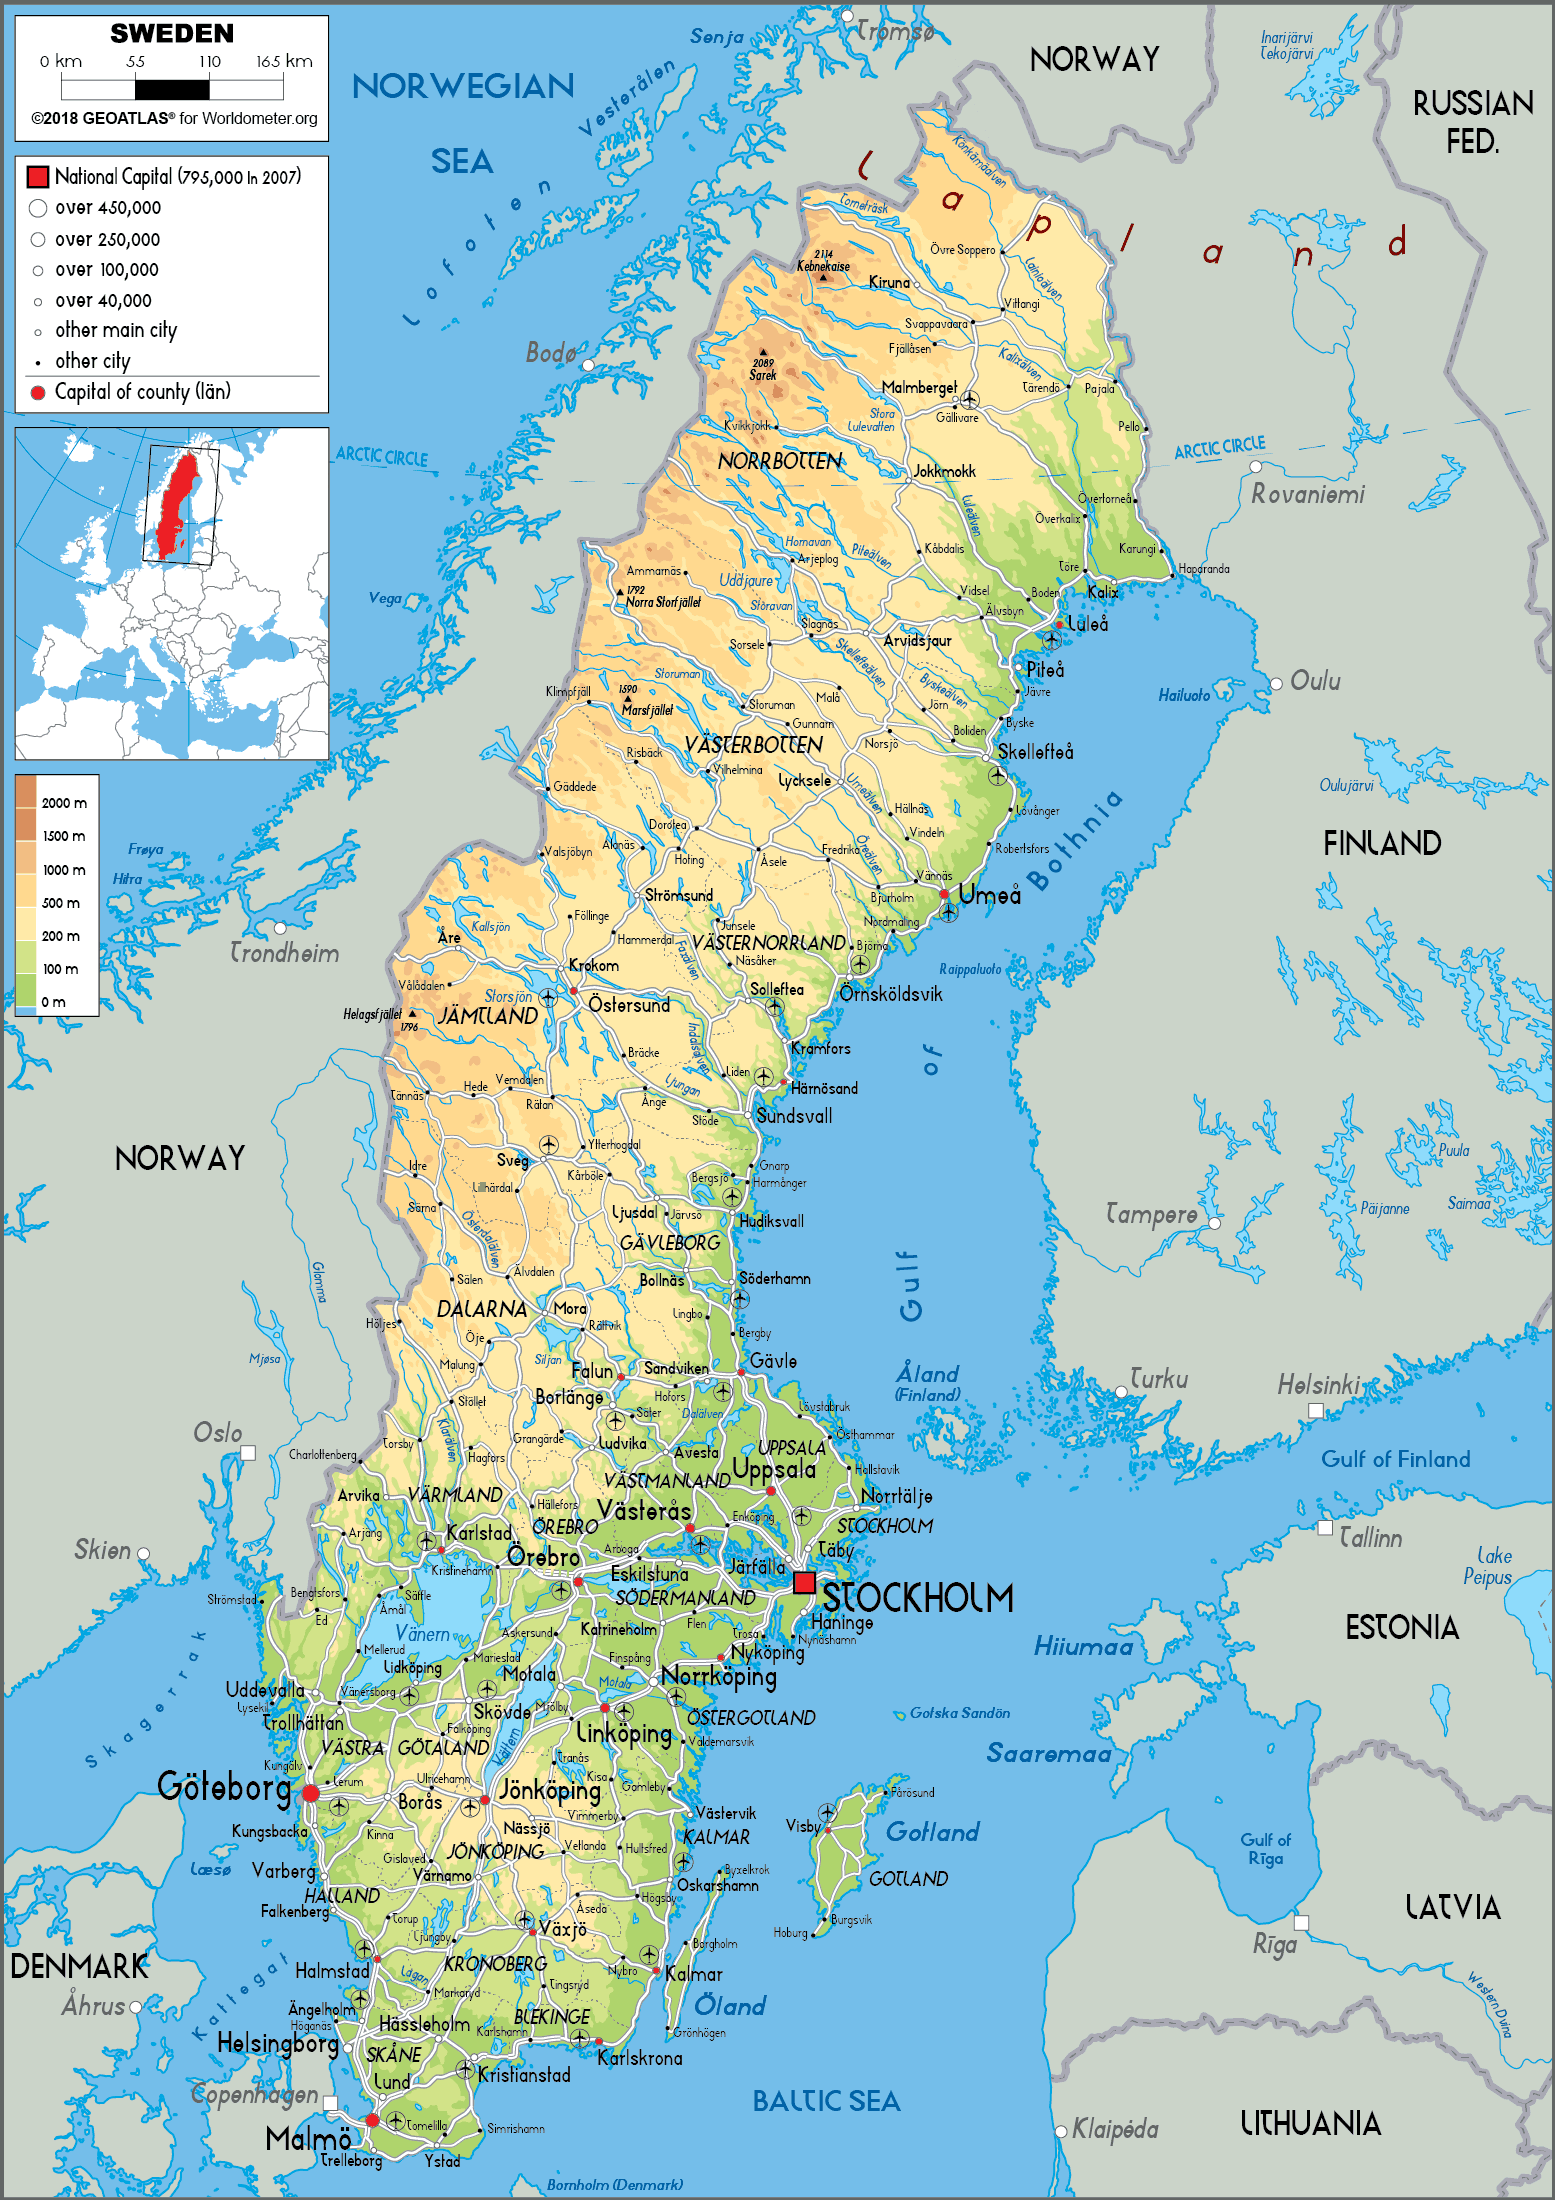 SWEDEN
0 km 55 110 165 km
©2018 GEOATLAS® for Worldometer.org
National Capital (795,000 In 2007)
over 450,000
over 250,000
over 100,000
over 40,000
other main city
other city
Capital of county (län)
2000 m
1500 m
1000 m
500 m
200 m
100 m
0 m
NORWEGIAN
SEA
Senja
Tromsø
Vesterålen
Lofoten
NORWAY
Inarijärvi
Tekojärvi
RUSSIAN
FED.
Lapland
Könkämäälven
Torneträsk
Övre Soppero
Lainioälven
2114
Kebnekaise
Kiruna
Vittangi
Svappavaara
Fjällåsen
Kalixälven
2089
Sarek
Malmberget
Gällivare
Tärendö
Pajala
Bodø
Stora
Lulevatten
Kvikkjokk
Pello
ARCTIC CIRCLE
ARCTIC CIRCLE
NORRBOTTEN
Jokkmokk
Rovaniemi
Luleälven
Övertorneå
Överkalix
Hornavan
Piteälven
Kåbdalis
Karungi
Arjeplog
Töre
Haparanda
Ammarnäs
Uddjaure
Vidsel
Boden
Kalix
1792
Norra Storfjället
Storavan
Älvsbyn
Luleå
Vega
Slagnäs
Arvidsjaur
Sorsele
Skellefteälven
Piteå
Storuman
Byskeälven
Jävre
Hailuoto
Oulu
Klimpfjäll
1590
Marsfjället
Malå
Storuman
Jörn
Gunnarn
Byske
Boliden
VÄSTERBOTTEN
Norsjö
Skellefteå
Risbäck
Vilhelmina
Lycksele
Umeälven
Gäddede
Oulujärvi
Hällnäs
Lövånger
Dorotea
Vindeln
Frøya
Hitra
Valsjöbyn
Alanäs
Hoting
Åsele
Fredrika
Öreälven
Robertsfors
FINLAND
Vännäs
Bjurholm
Umeå
Strömsund
Gulf of Bothnia
Trondheim
Kallsjön
Föllinge
Junsele
Nordmaling
Åre
Hammerdal
VÄSTERNORRLAND
Björna
Faxälven
Näsåker
Krokom
Raippaluoto
Vålådalen
Storsjön
Östersund
Solleftea
Örnsköldsvik
Helagsfjället
1796
JÄMTLAND
Indalsälven
Kramfors
Bräcke
Liden
Härnösand
Vemdalen
Hede
Tännäs
Rätan
Ånge
Ljungan
Stöde
Sundsvall
NORWAY
Ytterhogdal
Sveg
Idre
Kårböle
Gnarp
Bergsjö
Harmånger
Lillhärdal
Puula
Särna
Ljusdal
Järvsö
Hudiksvall
Tampere
Päijänne
Saimaa
Österdalälven
GÄVLEBORG
Glomma
Sälen
Älvdalen
Bollnäs
Söderhamn
DALARNA
Mora
Lingbo
Höljes
Öje
Rättvik
Bergby
Mjøsa
Malung
Siljan
Falun
Sandviken
Gävle
Åland
(Finland)
Turku
Helsinki
Borlänge
Hofors
Stöllet
Säter
Dalälven
Lövstabruk
Oslo
Klarälven
Torsby
Grangärde
Ludvika
Avesta
UPPSALA
Östhammar
Charlottenberg
Hagfors
Hallstavik
Gulf of Finland
Uppsala
Arvika
VÄRMLAND
VÄSTMANLAND
Hällefors
Västerås
Norrtälje
Arjäng
Karlstad
ÖREBRO
Enköping
STOCKHOLM
Tallinn
Skien
Örebro
Arboga
Järfälla
Täby
Kristinehamn
Eskilstuna
Lake
Peipus
Strömstad
Bengtsfors
Säffle
Åmål
SÖDERMANLAND
STOCKHOLM
Ed
Flen
Haninge
Vänern
Askersund
Katrineholm
Trosa
Nynäshamn
ESTONIA
Mellerud
Mariestad
Finspång
Nyköping
Hiiumaa
Lidköping
Motala
Norrköping
Skagerrak
Uddevalla
Vänersborg
Motala
Lysekil
Skövde
Mjölby
ÖSTERGOTLAND
Gotska Sandön
Trollhättan
Falköping
Linköping
VÄSTRA GÖTALAND
Vättern
Valdemarsvik
Saaremaa
Kungälv
Tranås
Göteborg
Lerum
Ulricehamn
Jönköping
Kisa
Gamleby
Fårösund
Borås
Vimmerby
Västervik
Kungsbacka
Nässjö
Visby
Gotland
Kinna
KALMAR
Læsø
Gislaved
JÖNKÖPING
Vetlanda
Hultsfred
Gulf of
Rīga
Varberg
Värnamo
Byxelkrok
HALLAND
Oskarshamn
GOTLAND
Falkenberg
Åseda
Högsby
LATVIA
Torup
Växjö
Burgsvik
Ljungby
Hoburg
Borgholm
Rīga
DENMARK
Halmstad
KRONOBERG
Nybro
Kalmar
Lagan
Tingsryd
Kattegat
Markaryd
Öland
Åhrus
Ängelholm
Höganäs
BLEKINGE
Western Dvina
Hässleholm
Karlshamn
Grönhögen
Helsingborg
SKÅNE
Karlskrona
Kristianstad
Copenhagen
Lund
BALTIC SEA
Malmö
Tomelilla
Simrishamn
Klaipėda
LITHUANIA
Trelleborg
Ystad
Bornholm (Denmark)